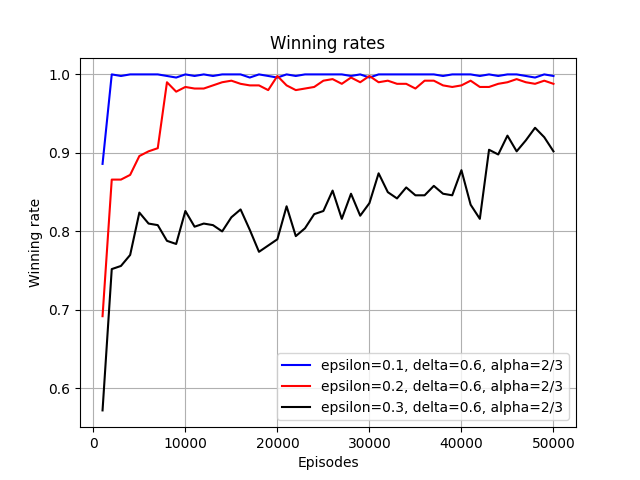 Winning rates
1.0
0.9
0.8
0.7
0.6
Winning rate
epsilon=0.1, delta=0.6, alpha=2/3
epsilon=0.2, delta=0.6, alpha=2/3
epsilon=0.3, delta=0.6, alpha=2/3
0 10000 20000 30000 40000 50000
Episodes